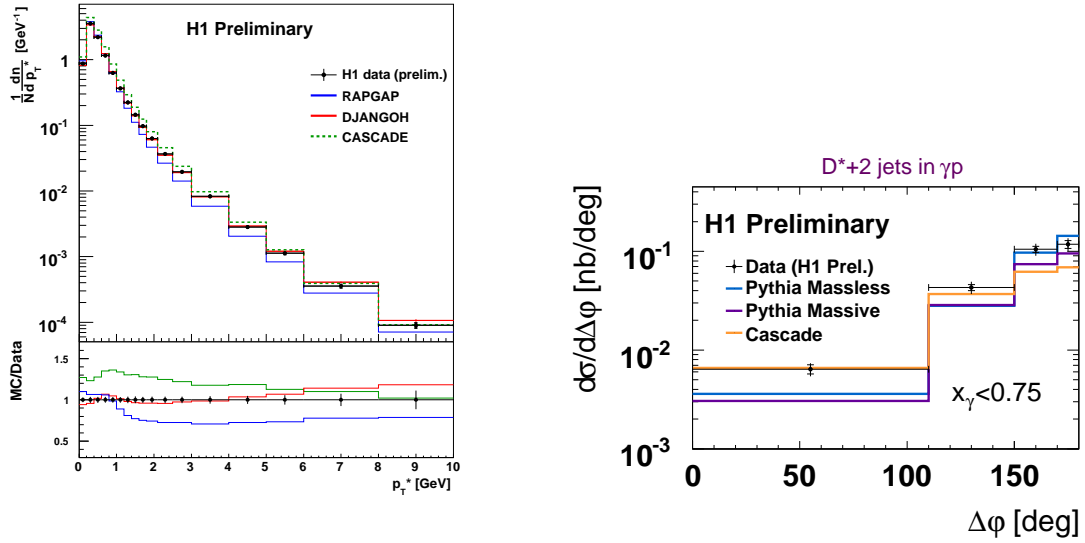 H1 Preliminary
1/N dn/d p_T* [GeV⁻¹]
1
10⁻¹
10⁻²
10⁻³
10⁻⁴
H1 data (prelim.)
RAPGAP
DJANGOH
CASCADE
MC/Data
1.5
1
0.5
0 1 2 3 4 5 6 7 8 9 10
p_T* [GeV]
D*+2 jets in γp
dσ/dΔφ [nb/deg]
H1 Preliminary
10⁻¹
10⁻²
10⁻³
Data (H1 Prel.)
Pythia Massless
Pythia Massive
Cascade
x_γ<0.75
0 50 100 150
Δφ [deg]